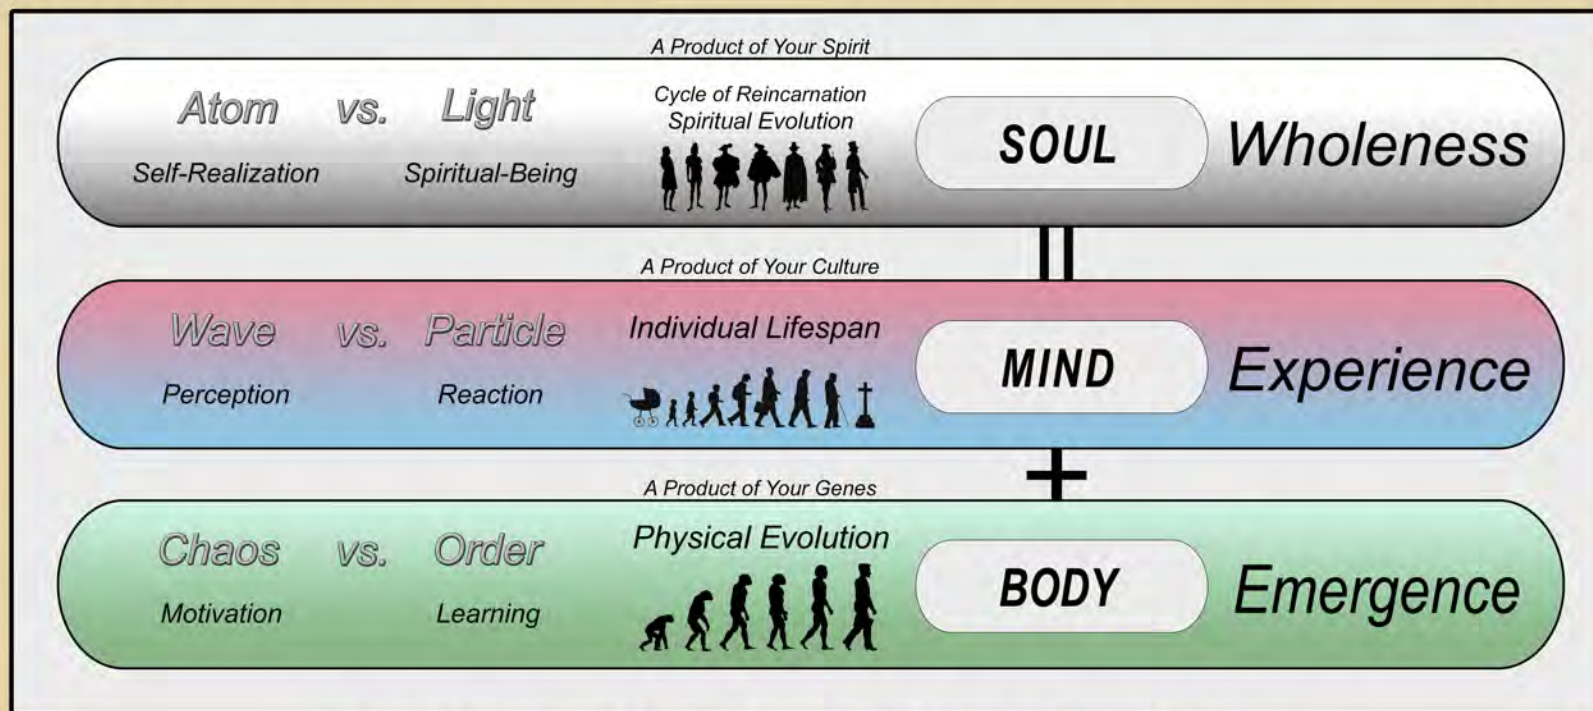 A Product of Your Spirit
Atom vs. Light
Self-Realization Spiritual-Being
Cycle of Reincarnation
Spiritual Evolution
SOUL
Wholeness
||
A Product of Your Culture
Wave vs. Particle
Perception Reaction
Individual Lifespan
MIND
Experience
+
A Product of Your Genes
Chaos vs. Order
Motivation Learning
Physical Evolution
BODY
Emergence